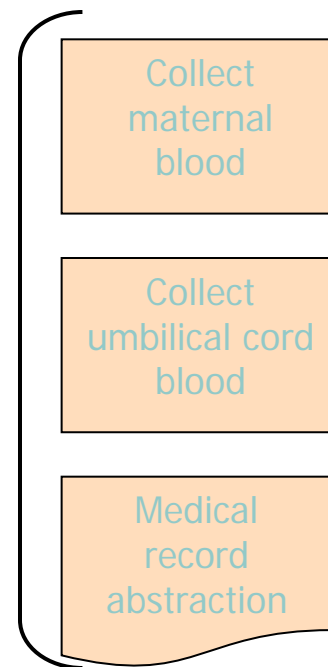 Collect
maternal
blood
Collect
umbilical cord
blood
Medical
record
abstraction